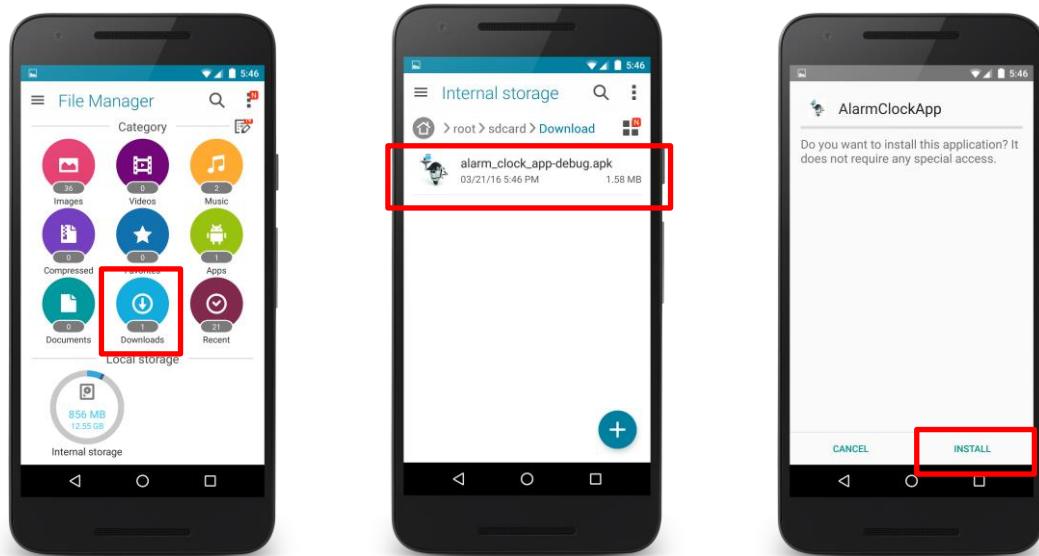 5:46
File Manager
N
Category
36
0
2
Images
Videos
Music
0
0
1
Compressed
Favorites
Apps
0
1
21
Documents
Downloads
Recent
Local storage
856 MB
12.55 GB
Internal storage
5:46
Internal storage
> root > sdcard > Download
N
alarm_clock_app-debug.apk
03/21/16 5:46 PM
1.58 MB
5:46
AlarmClockApp
Do you want to install this application? It
does not require any special access.
CANCEL
INSTALL